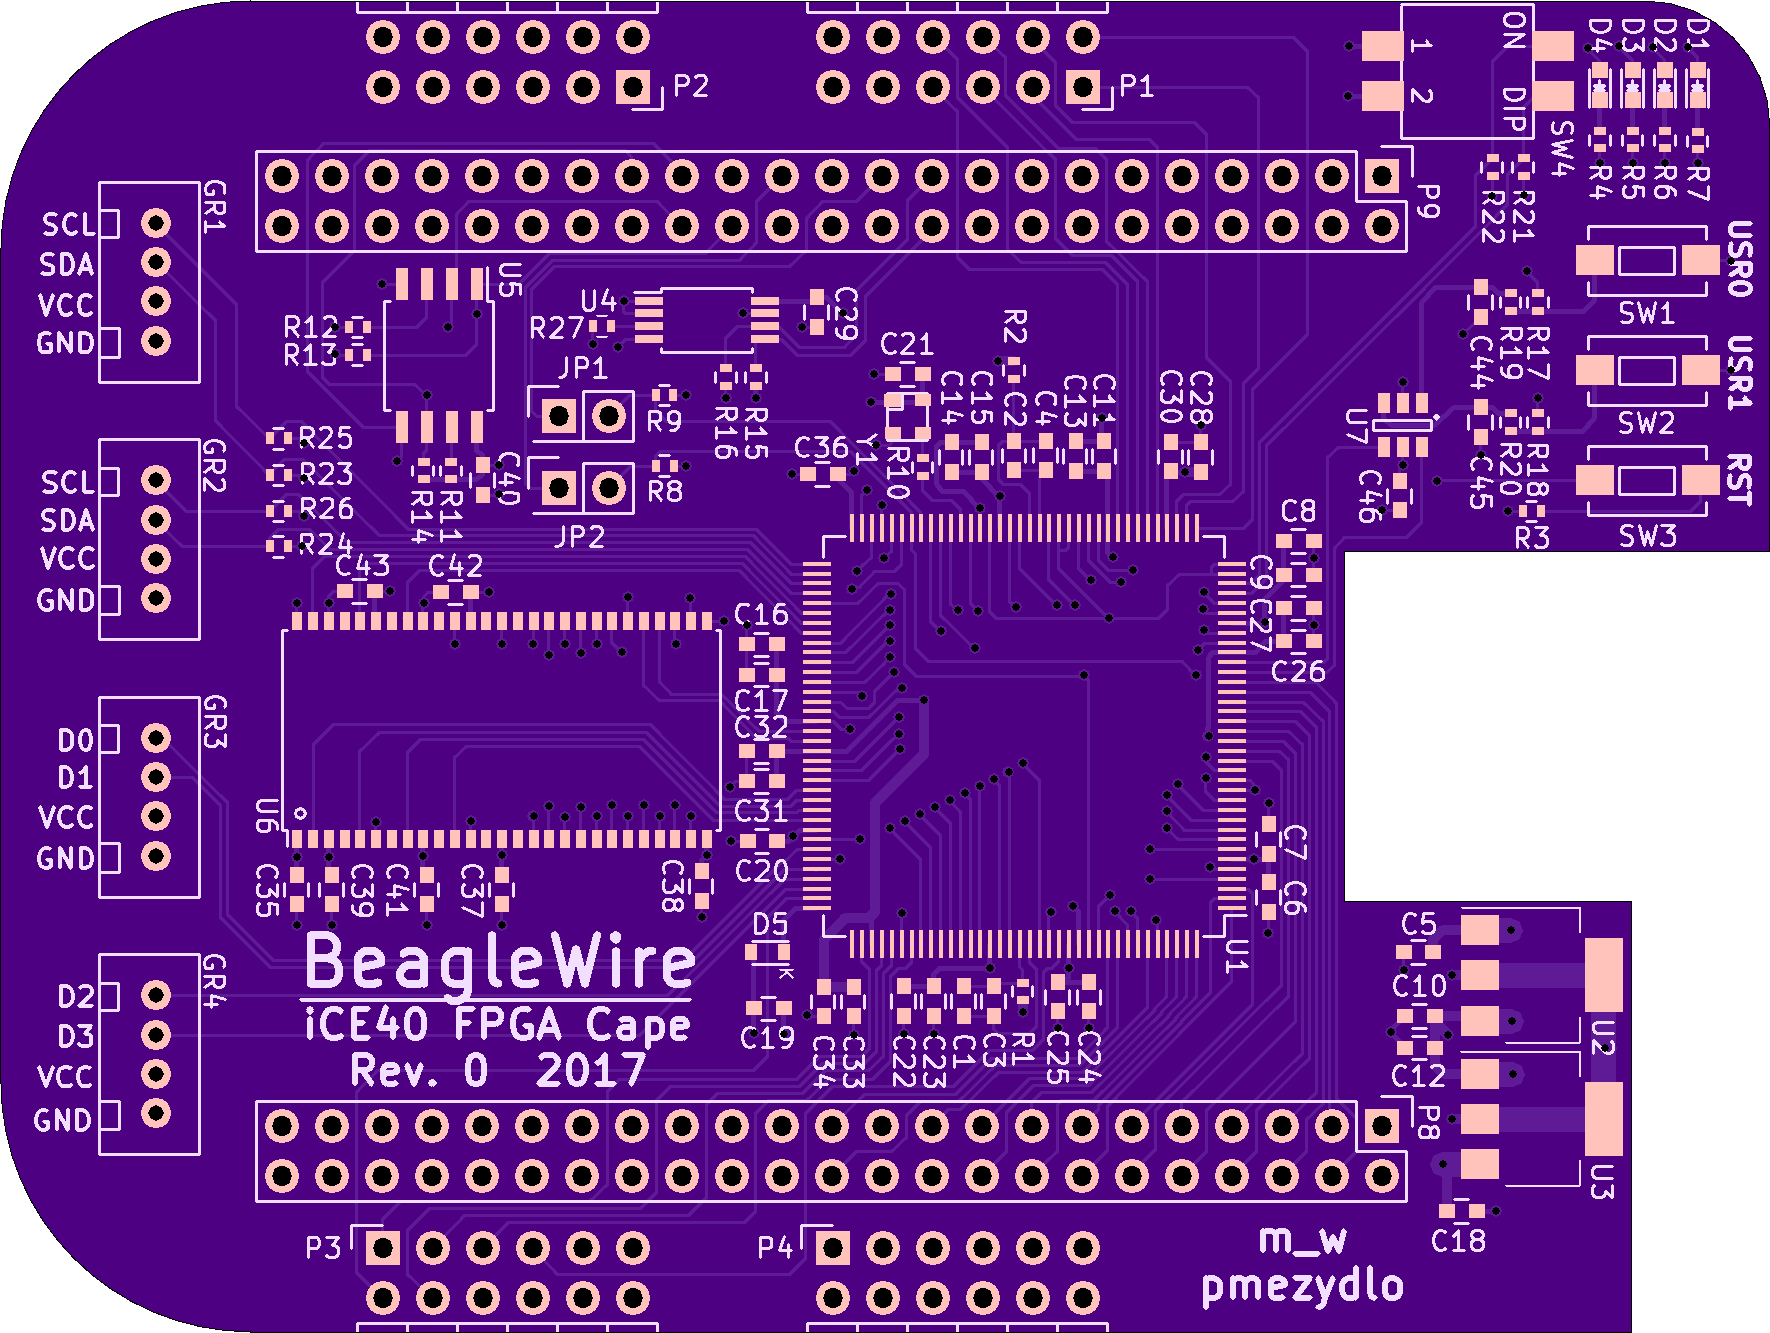 P2
P1
1
2
ON
DIP
SW4
D4
D3
D2
D1
R4
R5
R6
R7
R22
R21
P9
GR1
SCL
SDA
VCC
GND
U5
R12
R13
U4
R27
C29
JP1
R9
R16
R15
C21
R2
C14
C15
C2
C4
C13
C11
C30
C28
Y1
R10
C36
USR0
SW1
C44
R19
R17
USR1
SW2
U7
C46
C45
R20
R18
RST
R3
SW3
GR2
SCL
SDA
VCC
GND
R25
R23
R26
R24
R14
R11
C40
R8
JP2
C43
C42
C8
C9
C27
C26
C16
C17
C32
C31
C20
GR3
D0
D1
VCC
GND
U6
C35
C39
C41
C37
C38
C7
C6
U1
D5
K
C19
GR4
D2
D3
VCC
GND
BeagleWire
iCE40 FPGA Cape
Rev. 0 2017
C34
C33
C22
C23
C1
C3
R1
C25
C24
C5
C10
C12
U2
P8
U3
C18
P3
P4
m_w
pmezydlo